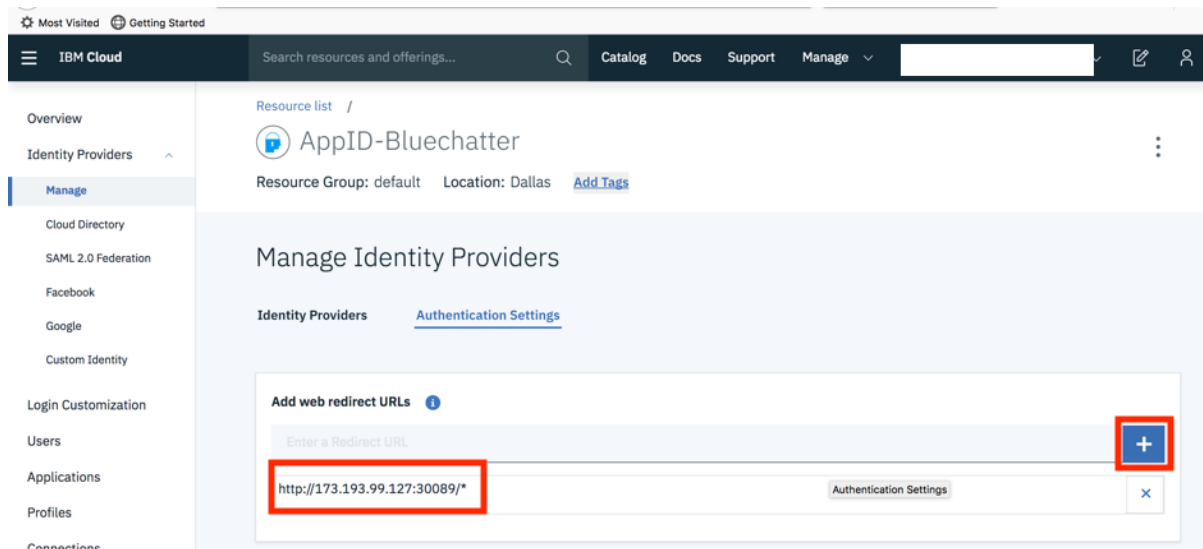 Most Visited Getting Started
IBM Cloud Search resources and offerings... Catalog Docs Support Manage
Overview
Identity Providers
Manage
Cloud Directory
SAML 2.0 Federation
Facebook
Google
Custom Identity
Login Customization
Users
Applications
Profiles
Connections
Resource list /
AppID-Bluechatter
Resource Group: default Location: Dallas Add Tags
Manage Identity Providers
Identity Providers Authentication Settings
Add web redirect URLs
Enter a Redirect URL
http://173.193.99.127:30089/* Authentication Settings